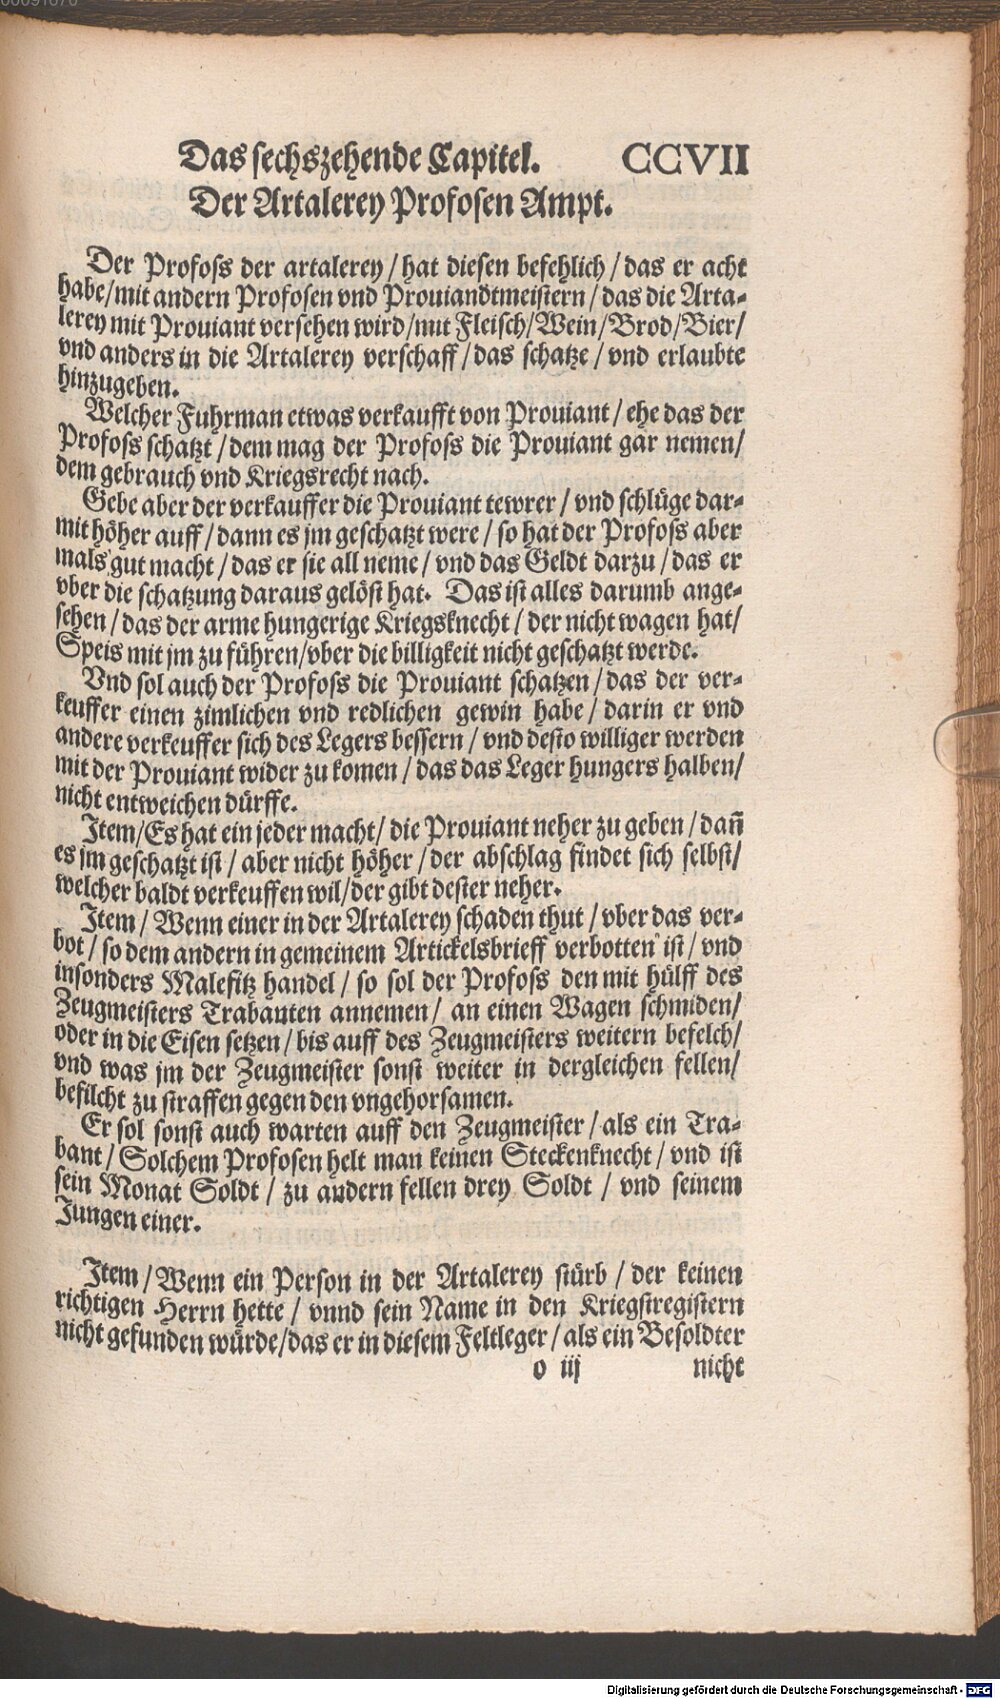 Das sechszehende Capitel. CCVII
Der Artalerey Profosen Ampt.
Der Profoss der artalerey / hat diesen befehlich / das er acht
habe / mit andern Profosen vnd Prouiandtmeistern / das die Arta-
lerey mit Prouiant versehen wird / mit Fleisch / Wein / Brod / Bier /
vnd anders in die Artalerey verschaff / das schatze / vnd erlaubte
hinzugeben.
Welcher Fuhrman etwas verkaufft von Prouiant / ehe das der
Profoss schatzt / dem mag der Profoss die Prouiant gar nemen /
dem gebrauch vnd Kriegsrecht nach.
Gebe aber der verkauffer die Prouiant tewrer / vnd schlüge dar-
mit höher auff / dann es jm geschatzt were / so hat der Profoss aber
mals gut macht / das er sie all neme / vnd das Geldt darzu / das er
vber die schatzung daraus gelöst hat. Das ist alles darumb ange-
sehen / das der arme hungerige Kriegsknecht / der nicht wagen hat /
Speis mit jm zu führen / vber die billigkeit nicht geschatzt werde.
Vnd sol auch der Profoss die Prouiant schatzen / das der ver-
keuffer einen zimlichen vnd redlichen gewin habe / darin er vnd
andere verkeuffer sich des Legers bessern / vnd desto williger werden
mit der Prouiant wider zu komen / das das Leger hungers halben /
nicht entweichen dürffe.
Item / Es hat ein jeder macht / die Prouiant neher zu geben / dañ
es jm geschatzt ist / aber nicht höher / der abschlag findet sich selbst /
welcher baldt verkeuffen wil / der gibt dester neher.
Item / Wenn einer in der Artalerey schaden thut / vber das ver-
bot / so dem andern in gemeinem Artickelsbrieff verbotten ist / vnd
insonders Malefitz handel / so sol der Profoss den mit hülff des
Zeugmeisters Trabanten annemen / an einen Wagen schmiden /
oder in die Eisen setzen / bis auff des Zeugmeisters weitern befelch /
vnd was jm der Zeugmeister sonst weiter in dergleichen fellen /
befilcht zu straffen gegen den vngehorsamen.
Er sol sonst auch warten auff den Zeugmeister / als ein Tra-
bant / Solchem Profosen helt man keinen Steckenknecht / vnd ist
sein Monat Soldt / zu andern fellen drey Soldt / vnd seinem
Jungen einer.
Item / Wenn ein Person in der Artalerey stürb / der keinen
richtigen Herrn hette / vnnd sein Name in den Kriegstregistern
nicht gefunden würde / das er in diesem Feltleger / als ein Besoldter
o iij nicht
Digitalisierung gefördert durch die Deutsche Forschungsgemeinschaft - DFG